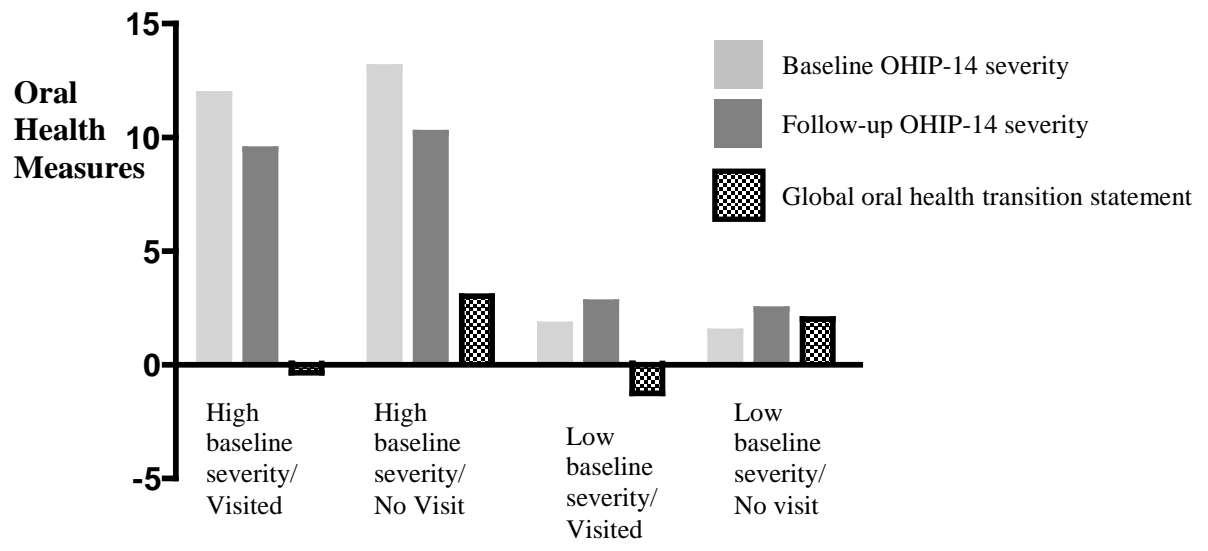 15
10
5
0
-5
Oral
Health
Measures
Baseline OHIP-14 severity
Follow-up OHIP-14 severity
Global oral health transition statement
High
baseline
severity/
Visited
High
baseline
severity/
No Visit
Low
baseline
severity/
Visited
Low
baseline
severity/
No visit